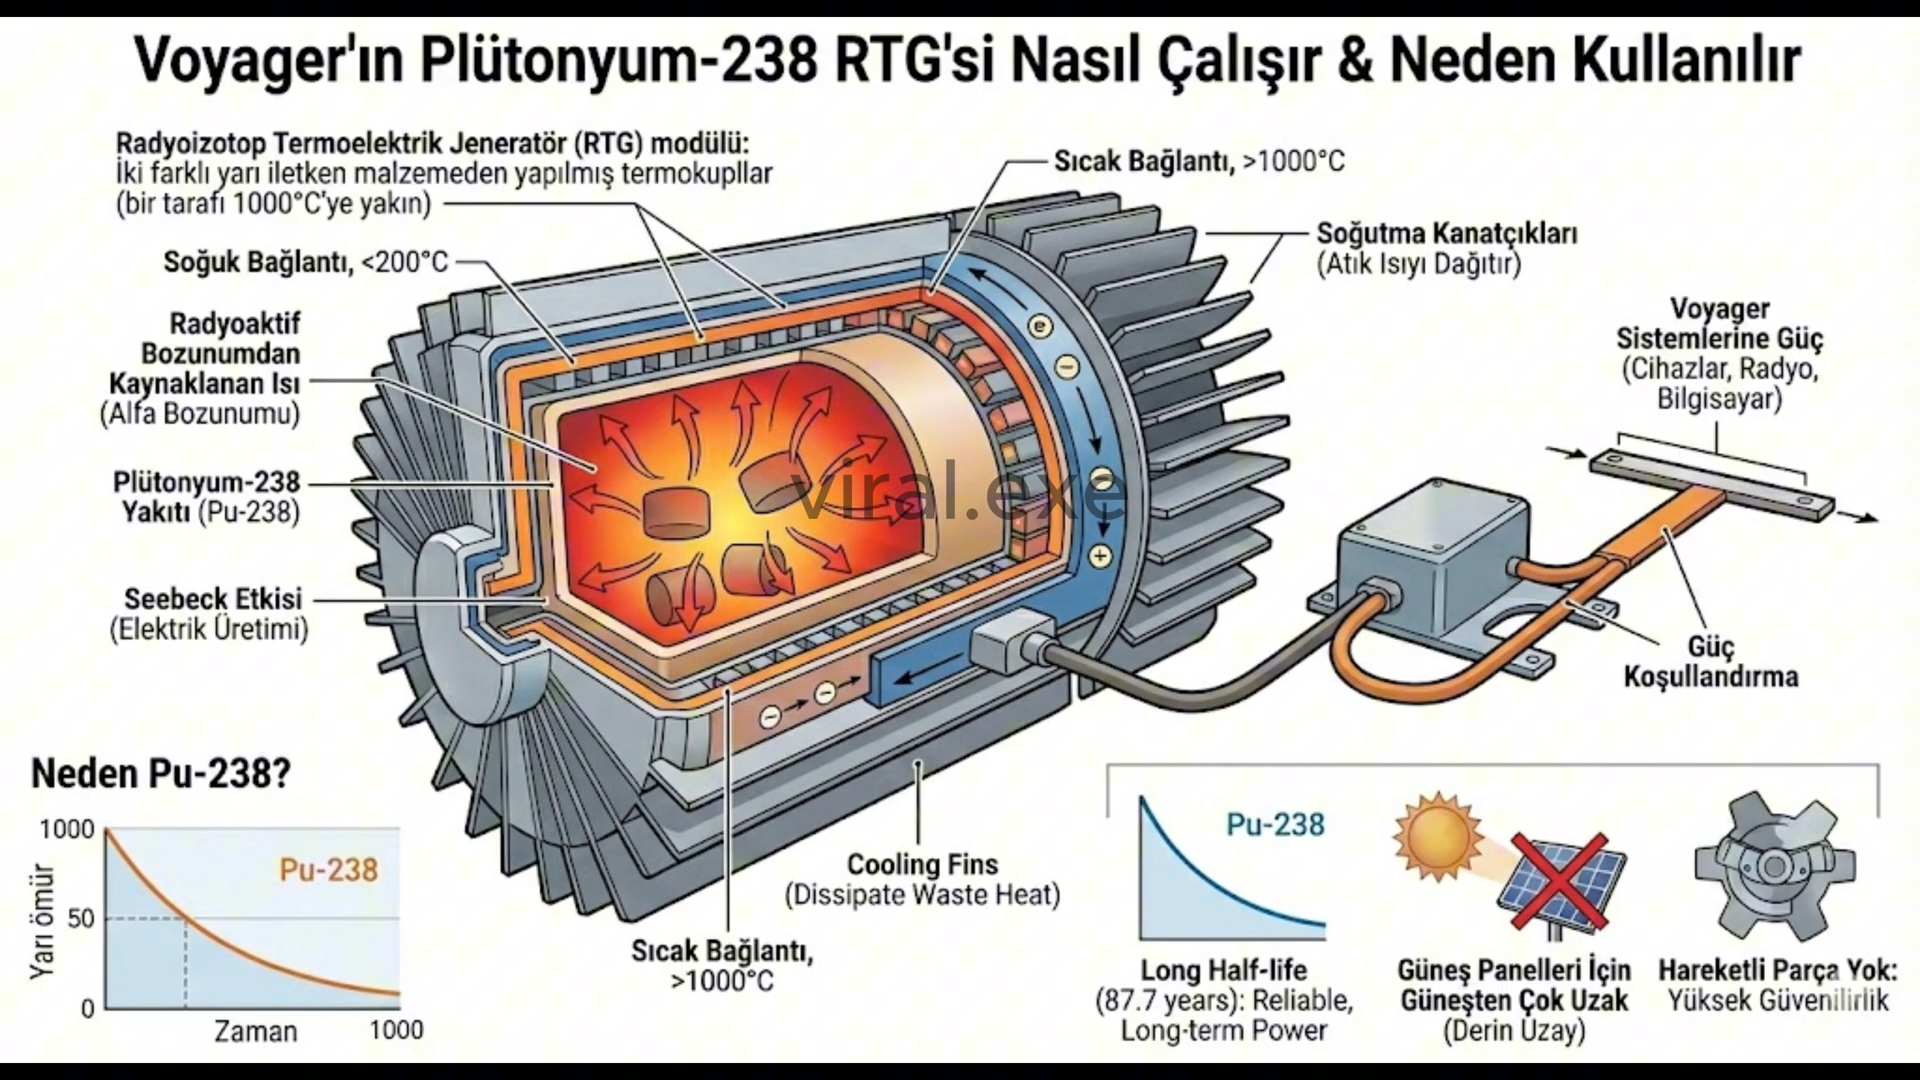 Voyager'ın Plütonyum-238 RTG'si Nasıl Çalışır & Neden Kullanılır
Radyoizotop Termoelektrik Jeneratör (RTG) modülü:
İki farklı yarı iletken malzemeden yapılmış termokupllar
(bir tarafı 1000°C'ye yakın)
Sıcak Bağlantı, >1000°C
Soğutma Kanatçıkları
(Atık Isıyı Dağıtır)
Soğuk Bağlantı, <200°C
Radyoaktif
Bozunumdan
Kaynaklanan Isı
(Alfa Bozunumu)
Voyager
Sistemlerine Güç
(Cihazlar, Radyo,
Bilgisayar)
e
−
−
+
viral.exe
Plütonyum-238
Yakıtı (Pu-238)
Seebeck Etkisi
(Elektrik Üretimi)
~
~
Güç
Koşullandırma
Neden Pu-238?
1000
50
0
Yarı ömür
Pu-238
Zaman
1000
Cooling Fins
(Dissipate Waste Heat)
Sıcak Bağlantı,
>1000°C
Pu-238
Long Half-life
(87.7 years): Reliable,
Long-term Power
Güneş Panelleri İçin
Güneşten Çok Uzak
(Derin Uzay)
Hareketli Parça Yok:
Yüksek Güvenilirlik